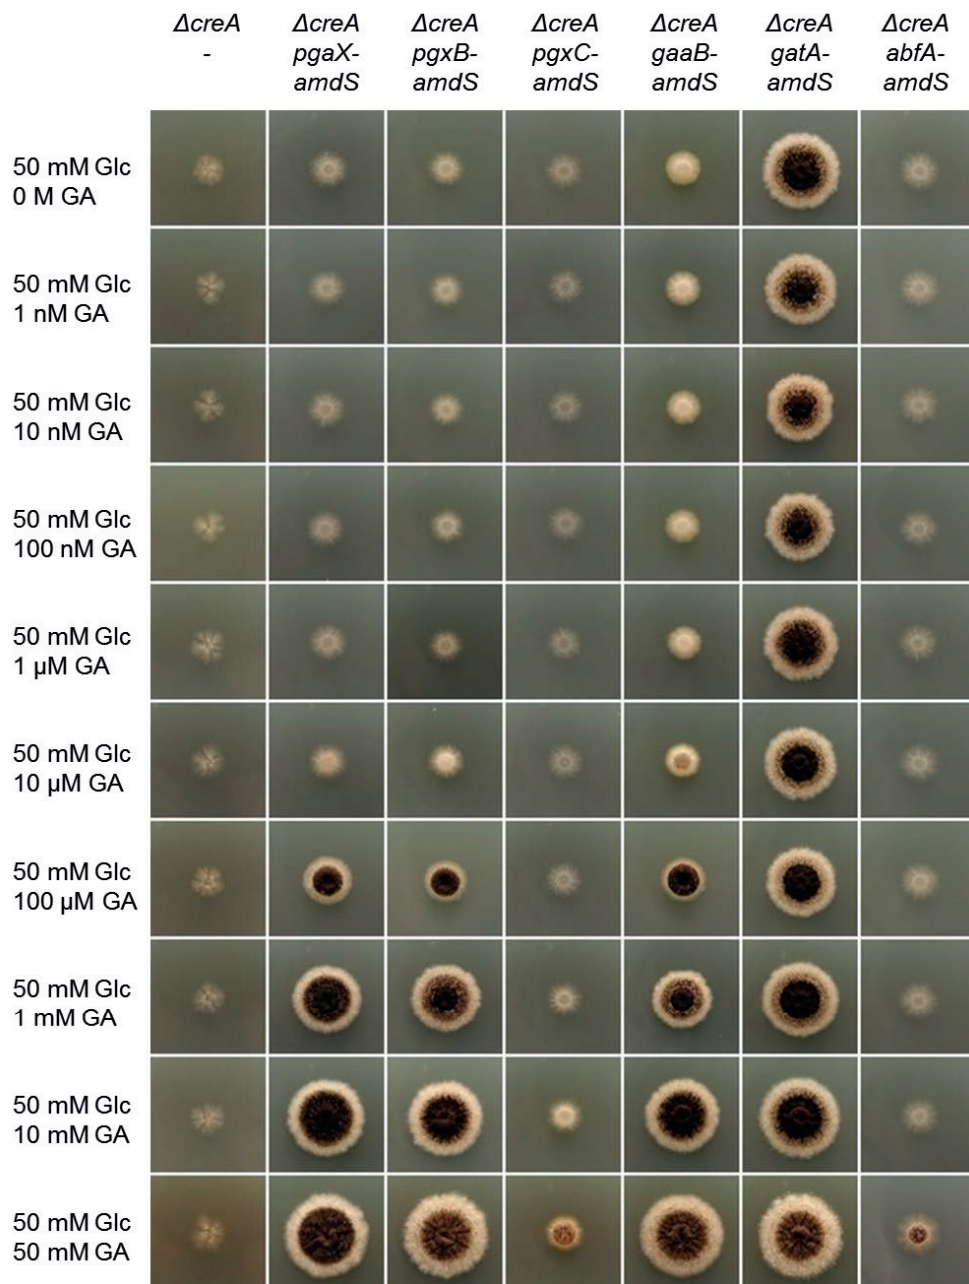 ΔcreA ΔcreA ΔcreA ΔcreA ΔcreA ΔcreA ΔcreA
- pgaX- pgxB- pgxC- gaaB- gatA- abfA-
amdS amdS amdS amdS amdS amdS
50 mM Glc
0 M GA
50 mM Glc
1 nM GA
50 mM Glc
10 nM GA
50 mM Glc
100 nM GA
50 mM Glc
1 µM GA
50 mM Glc
10 µM GA
50 mM Glc
100 µM GA
50 mM Glc
1 mM GA
50 mM Glc
10 mM GA
50 mM Glc
50 mM GA